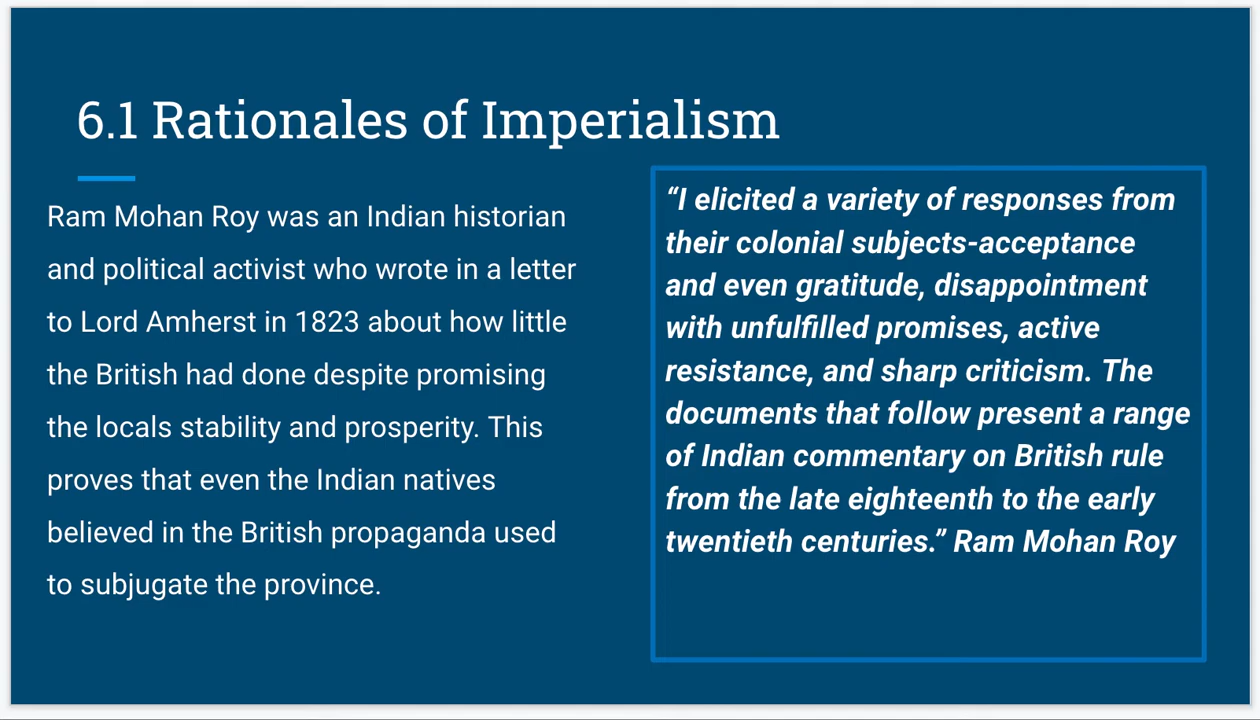 6.1 Rationales of Imperialism
Ram Mohan Roy was an Indian historian
and political activist who wrote in a letter
to Lord Amherst in 1823 about how little
the British had done despite promising
the locals stability and prosperity. This
proves that even the Indian natives
believed in the British propaganda used
to subjugate the province.
“I elicited a variety of responses from
their colonial subjects-acceptance
and even gratitude, disappointment
with unfulfilled promises, active
resistance, and sharp criticism. The
documents that follow present a range
of Indian commentary on British rule
from the late eighteenth to the early
twentieth centuries.” Ram Mohan Roy